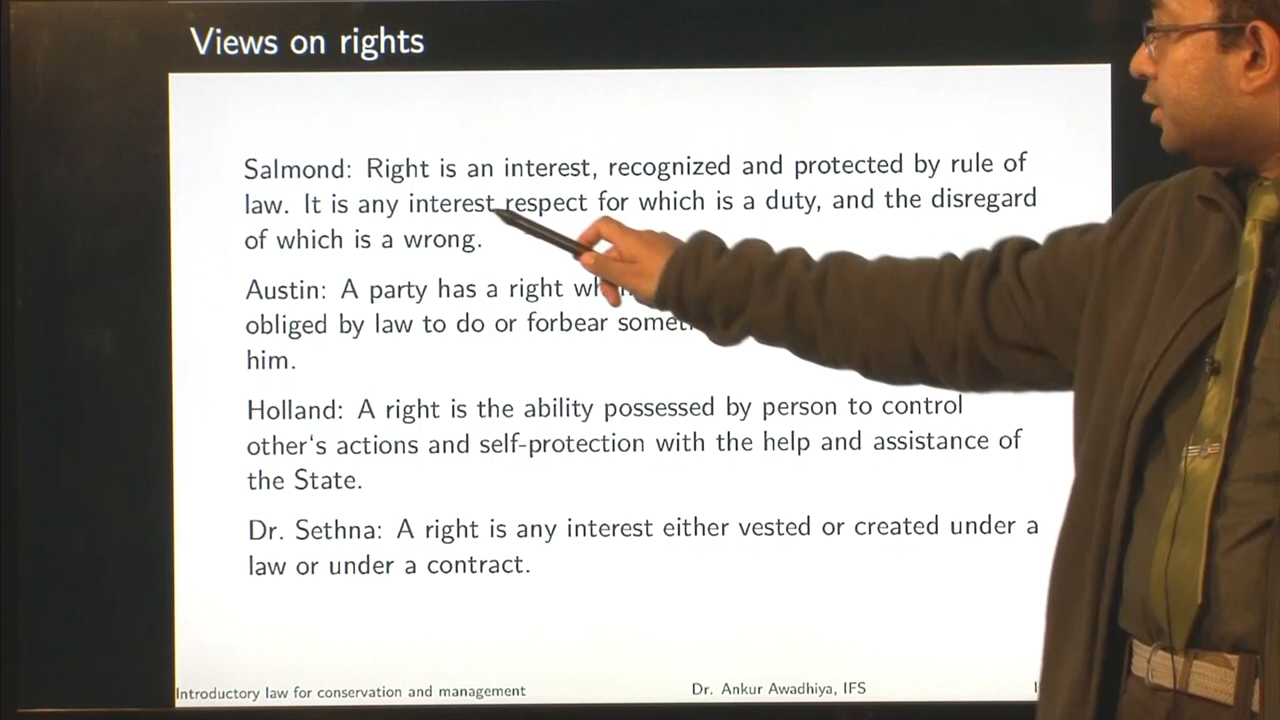 Views on rights
Salmond: Right is an interest, recognized and protected by rule of
law. It is any interest respect for which is a duty, and the disregard
of which is a wrong.
Austin: A party has a right
obliged by law to do or forbear
him.
Holland: A right is the ability possessed by person to control
other's actions and self-protection with the help and assistance of
the State.
Dr. Sethna: A right is any interest either vested or created under a
law or under a contract.
Introductory law for conservation and management
Dr. Ankur Awadhiya, IFS